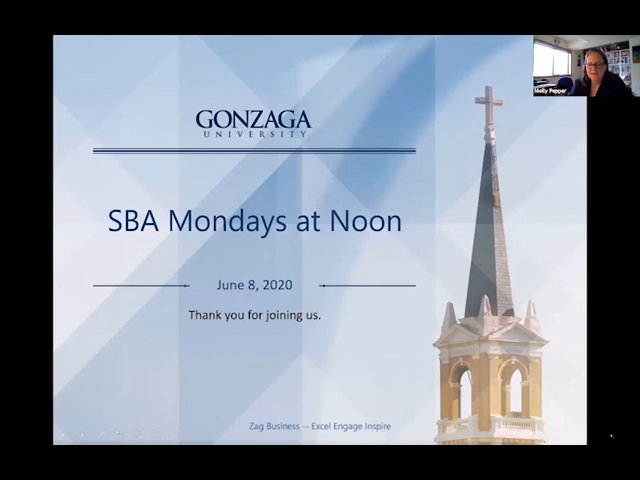 Molly Pepper
GONZAGA
UNIVERSITY
SBA Mondays at Noon
June 8, 2020
Thank you for joining us.
Zag Business -- Excel Engage Inspire